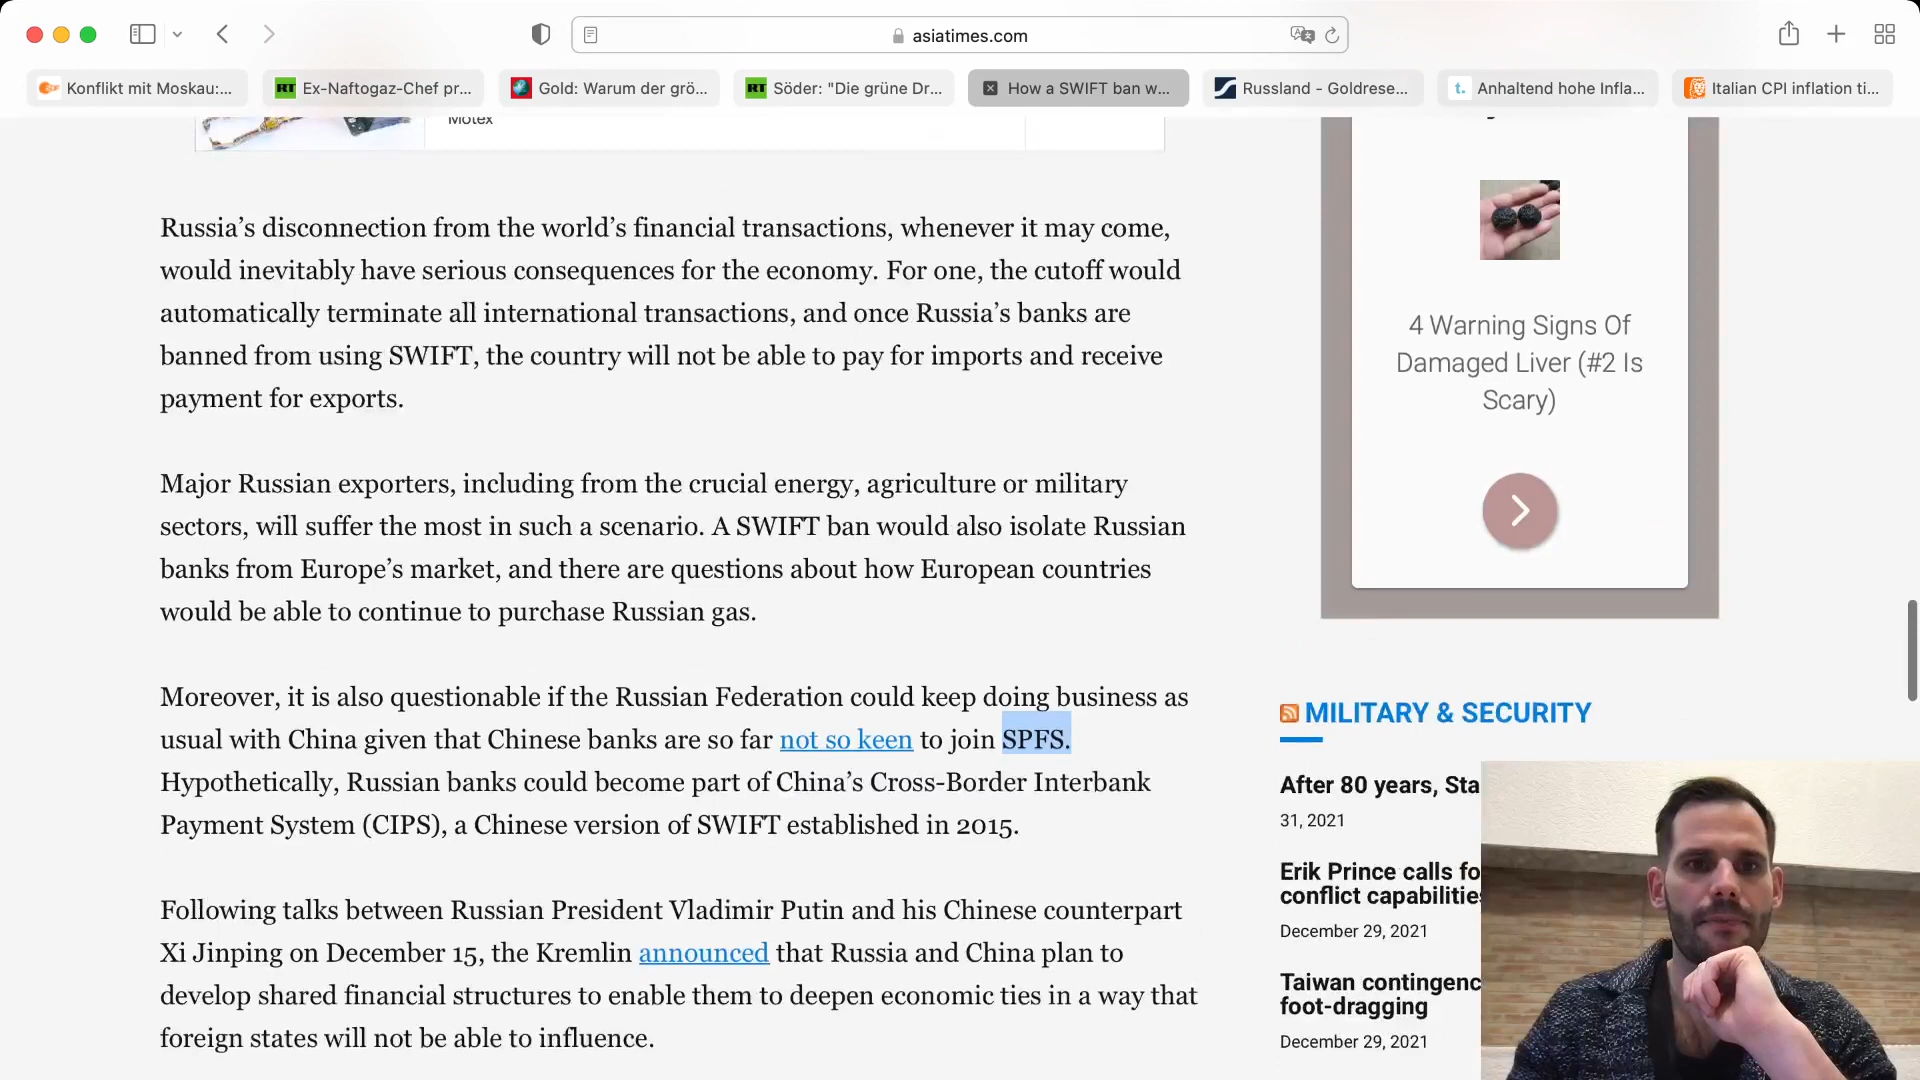 asiatimes.com
Konflikt mit Moskau:...
RT Ex-Naftogaz-Chef pr...
Gold: Warum der grö...
RT Söder: "Die grüne Dr...
How a SWIFT ban w...
Russland - Goldrese...
t. Anhaltend hohe Infla...
Italian CPI inflation ti...
Motex
Russia’s disconnection from the world’s financial transactions, whenever it may come,
would inevitably have serious consequences for the economy. For one, the cutoff would
automatically terminate all international transactions, and once Russia’s banks are
banned from using SWIFT, the country will not be able to pay for imports and receive
payment for exports.
Major Russian exporters, including from the crucial energy, agriculture or military
sectors, will suffer the most in such a scenario. A SWIFT ban would also isolate Russian
banks from Europe’s market, and there are questions about how European countries
would be able to continue to purchase Russian gas.
Moreover, it is also questionable if the Russian Federation could keep doing business as
usual with China given that Chinese banks are so far not so keen to join SPFS.
Hypothetically, Russian banks could become part of China’s Cross-Border Interbank
Payment System (CIPS), a Chinese version of SWIFT established in 2015.
Following talks between Russian President Vladimir Putin and his Chinese counterpart
Xi Jinping on December 15, the Kremlin announced that Russia and China plan to
develop shared financial structures to enable them to deepen economic ties in a way that
foreign states will not be able to influence.
4 Warning Signs Of
Damaged Liver (#2 Is
Scary)
MILITARY & SECURITY
After 80 years, Sta
31, 2021
Erik Prince calls fo
conflict capabilities
December 29, 2021
Taiwan contingenc
foot-dragging
December 29, 2021